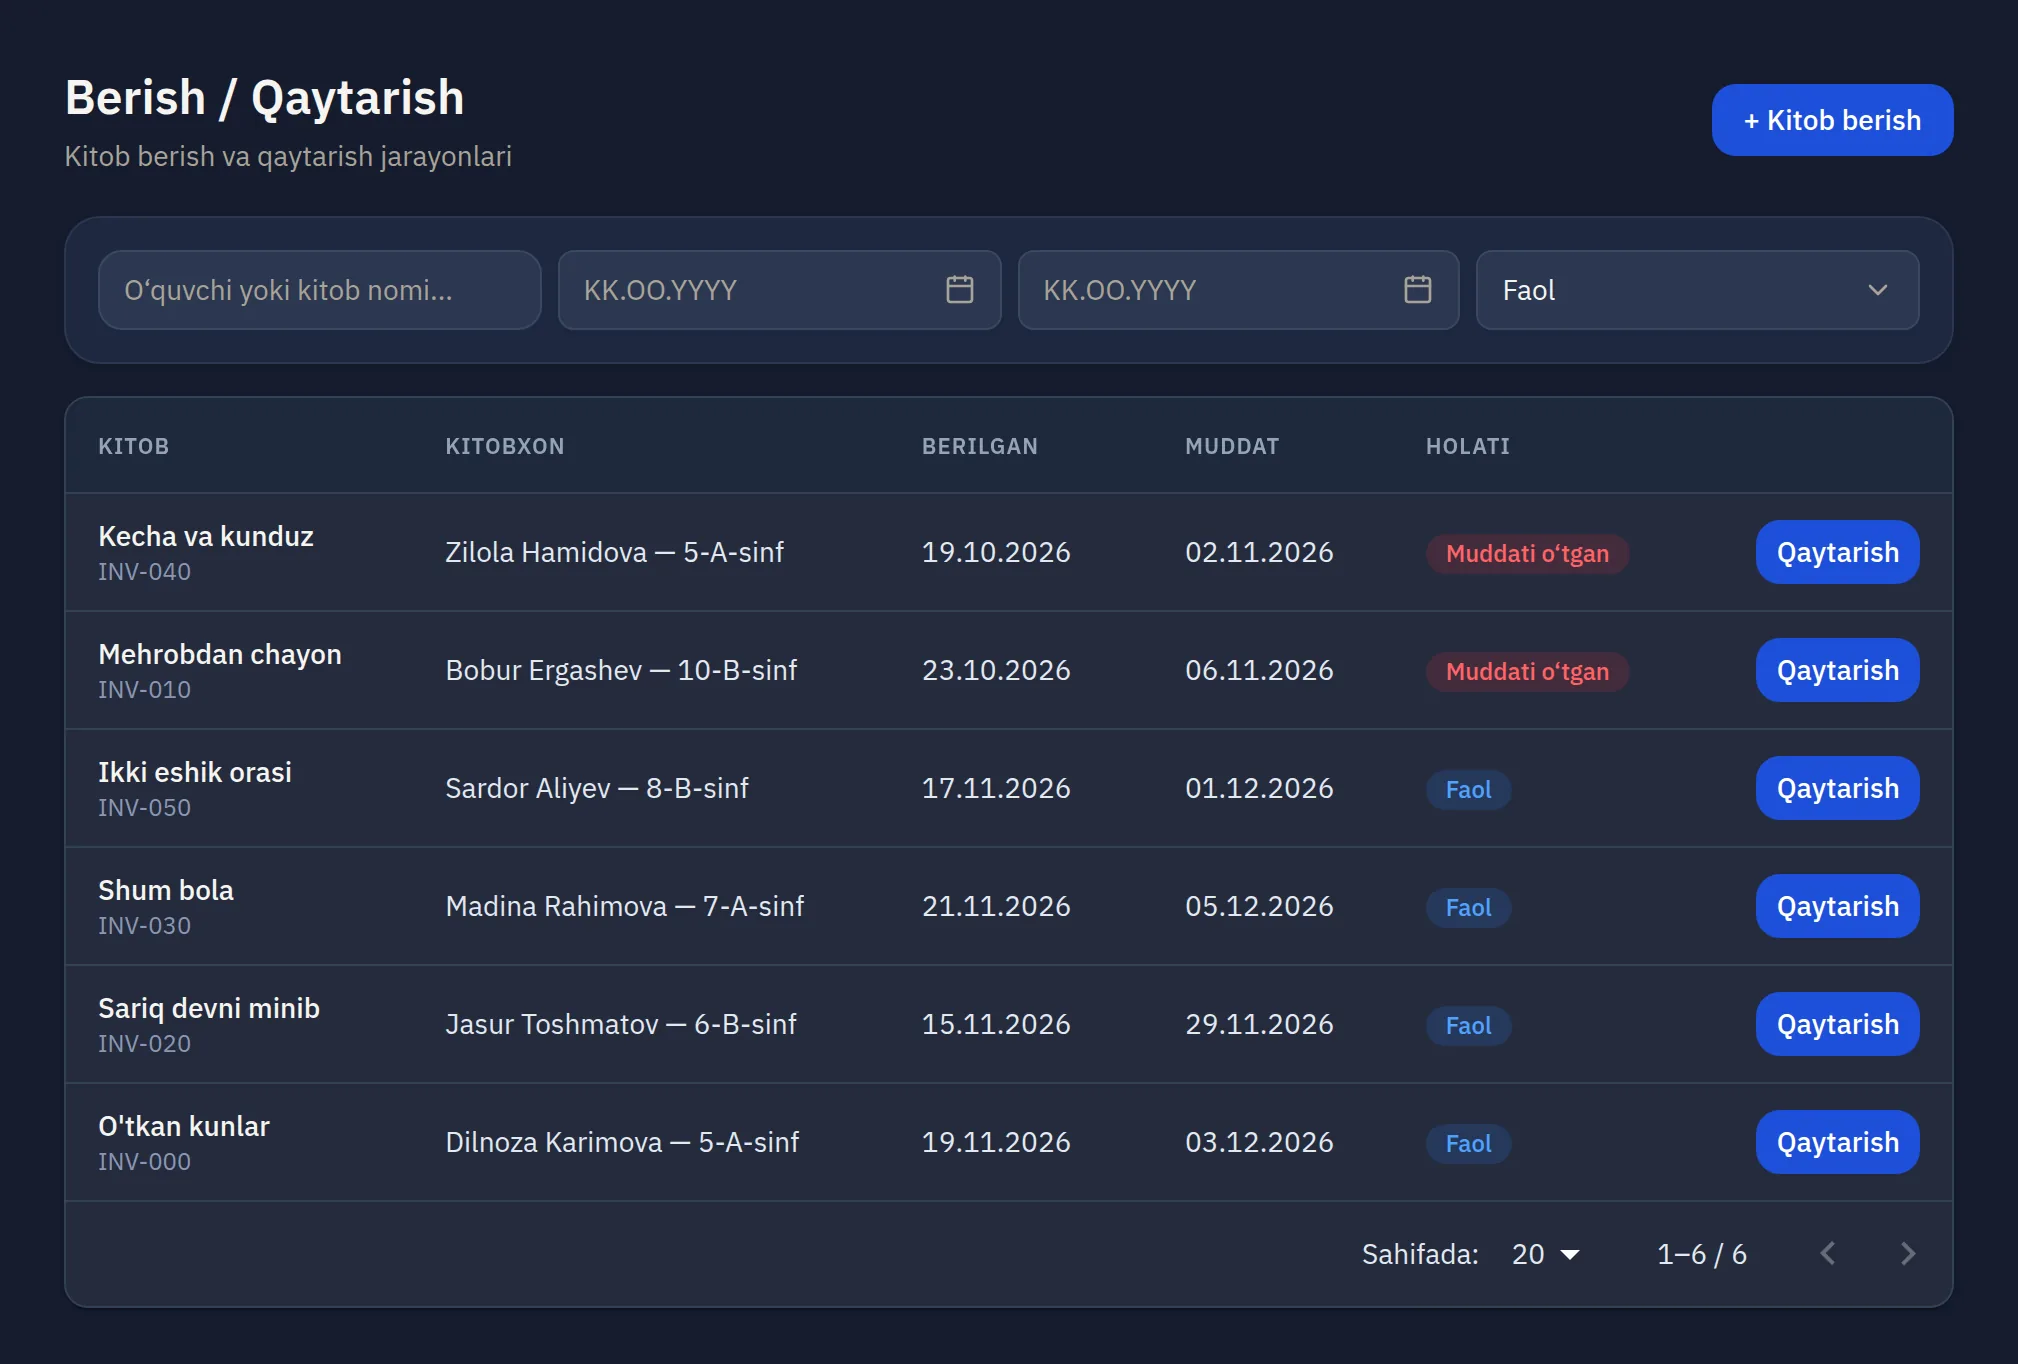 Berish / Qaytarish
Kitob berish va qaytarish jarayonlari
+ Kitob berish
Oʻquvchi yoki kitob nomi...
KK.OO.YYYY
KK.OO.YYYY
Faol
KITOB KITOBXON BERILGAN MUDDAT HOLATI
Kecha va kunduz
INV-040
Zilola Hamidova — 5-A-sinf 19.10.2026 02.11.2026 Muddati oʻtgan Qaytarish
Mehrobdan chayon
INV-010
Bobur Ergashev — 10-B-sinf 23.10.2026 06.11.2026 Muddati oʻtgan Qaytarish
Ikki eshik orasi
INV-050
Sardor Aliyev — 8-B-sinf 17.11.2026 01.12.2026 Faol Qaytarish
Shum bola
INV-030
Madina Rahimova — 7-A-sinf 21.11.2026 05.12.2026 Faol Qaytarish
Sariq devni minib
INV-020
Jasur Toshmatov — 6-B-sinf 15.11.2026 29.11.2026 Faol Qaytarish
O'tkan kunlar
INV-000
Dilnoza Karimova — 5-A-sinf 19.11.2026 03.12.2026 Faol Qaytarish
Sahifada: 20 1–6 / 6